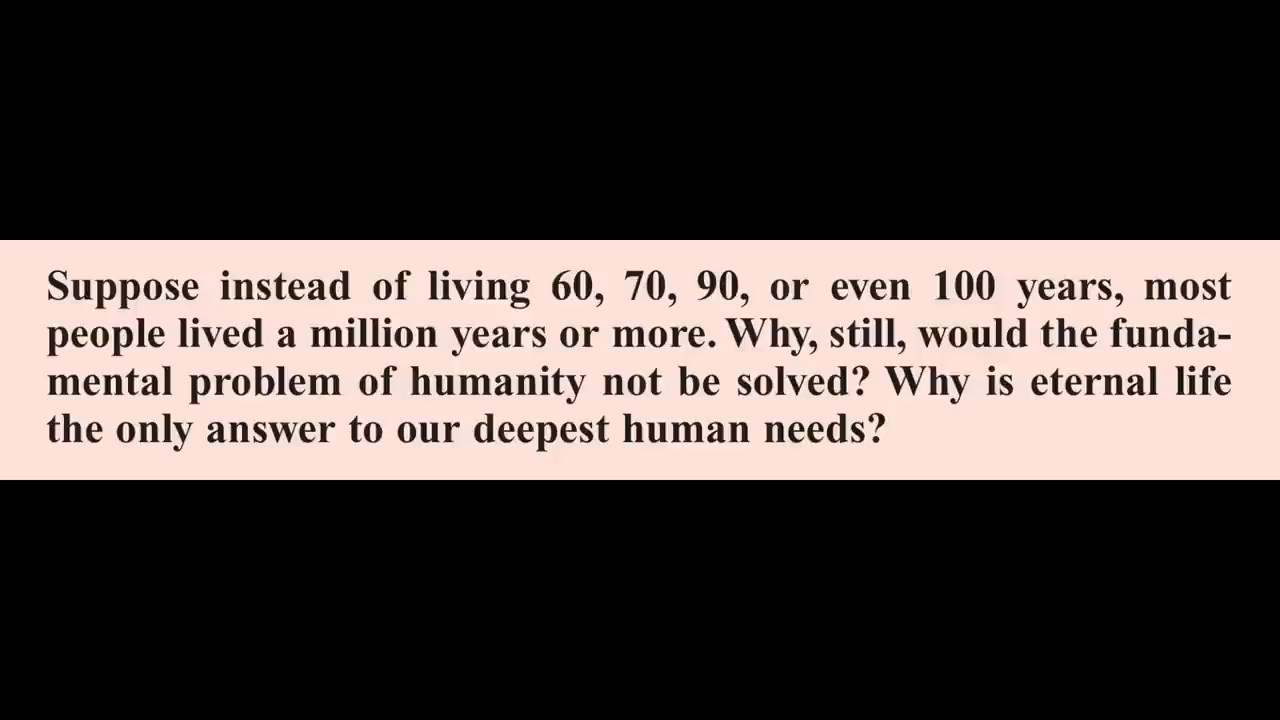 Suppose instead of living 60, 70, 90, or even 100 years, most
people lived a million years or more. Why, still, would the funda-
mental problem of humanity not be solved? Why is eternal life
the only answer to our deepest human needs?